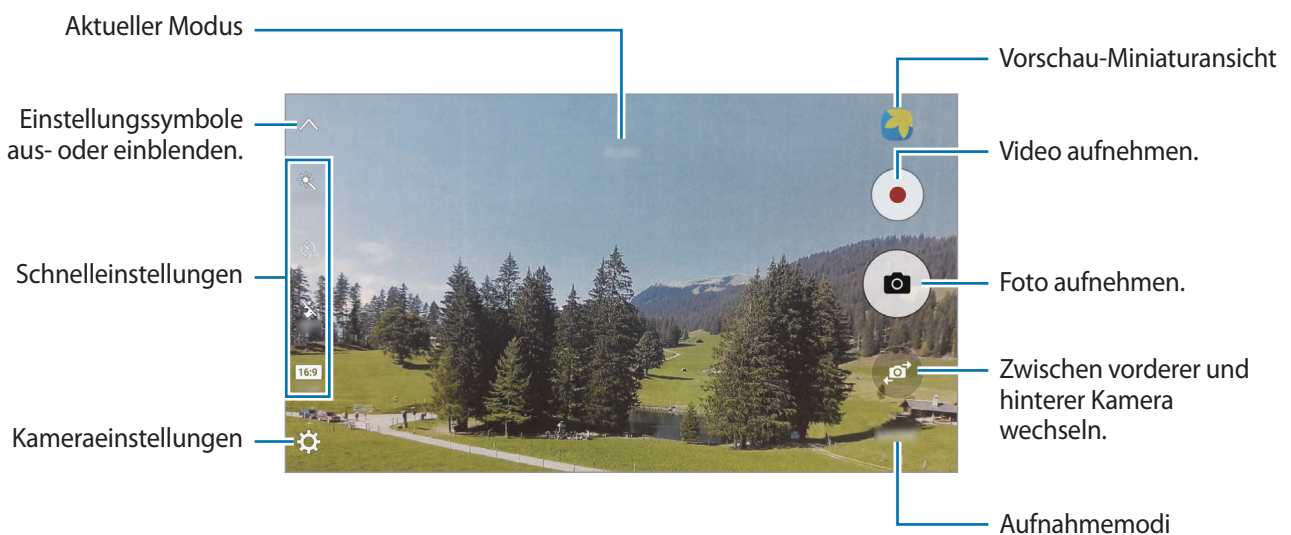 Aktueller Modus
Einstellungssymbole
aus- oder einblenden.
Schnelleinstellungen
16:9
Kameraeinstellungen
Vorschau-Miniaturansicht
Video aufnehmen.
Foto aufnehmen.
Zwischen vorderer und
hinterer Kamera
wechseln.
Aufnahmemodi